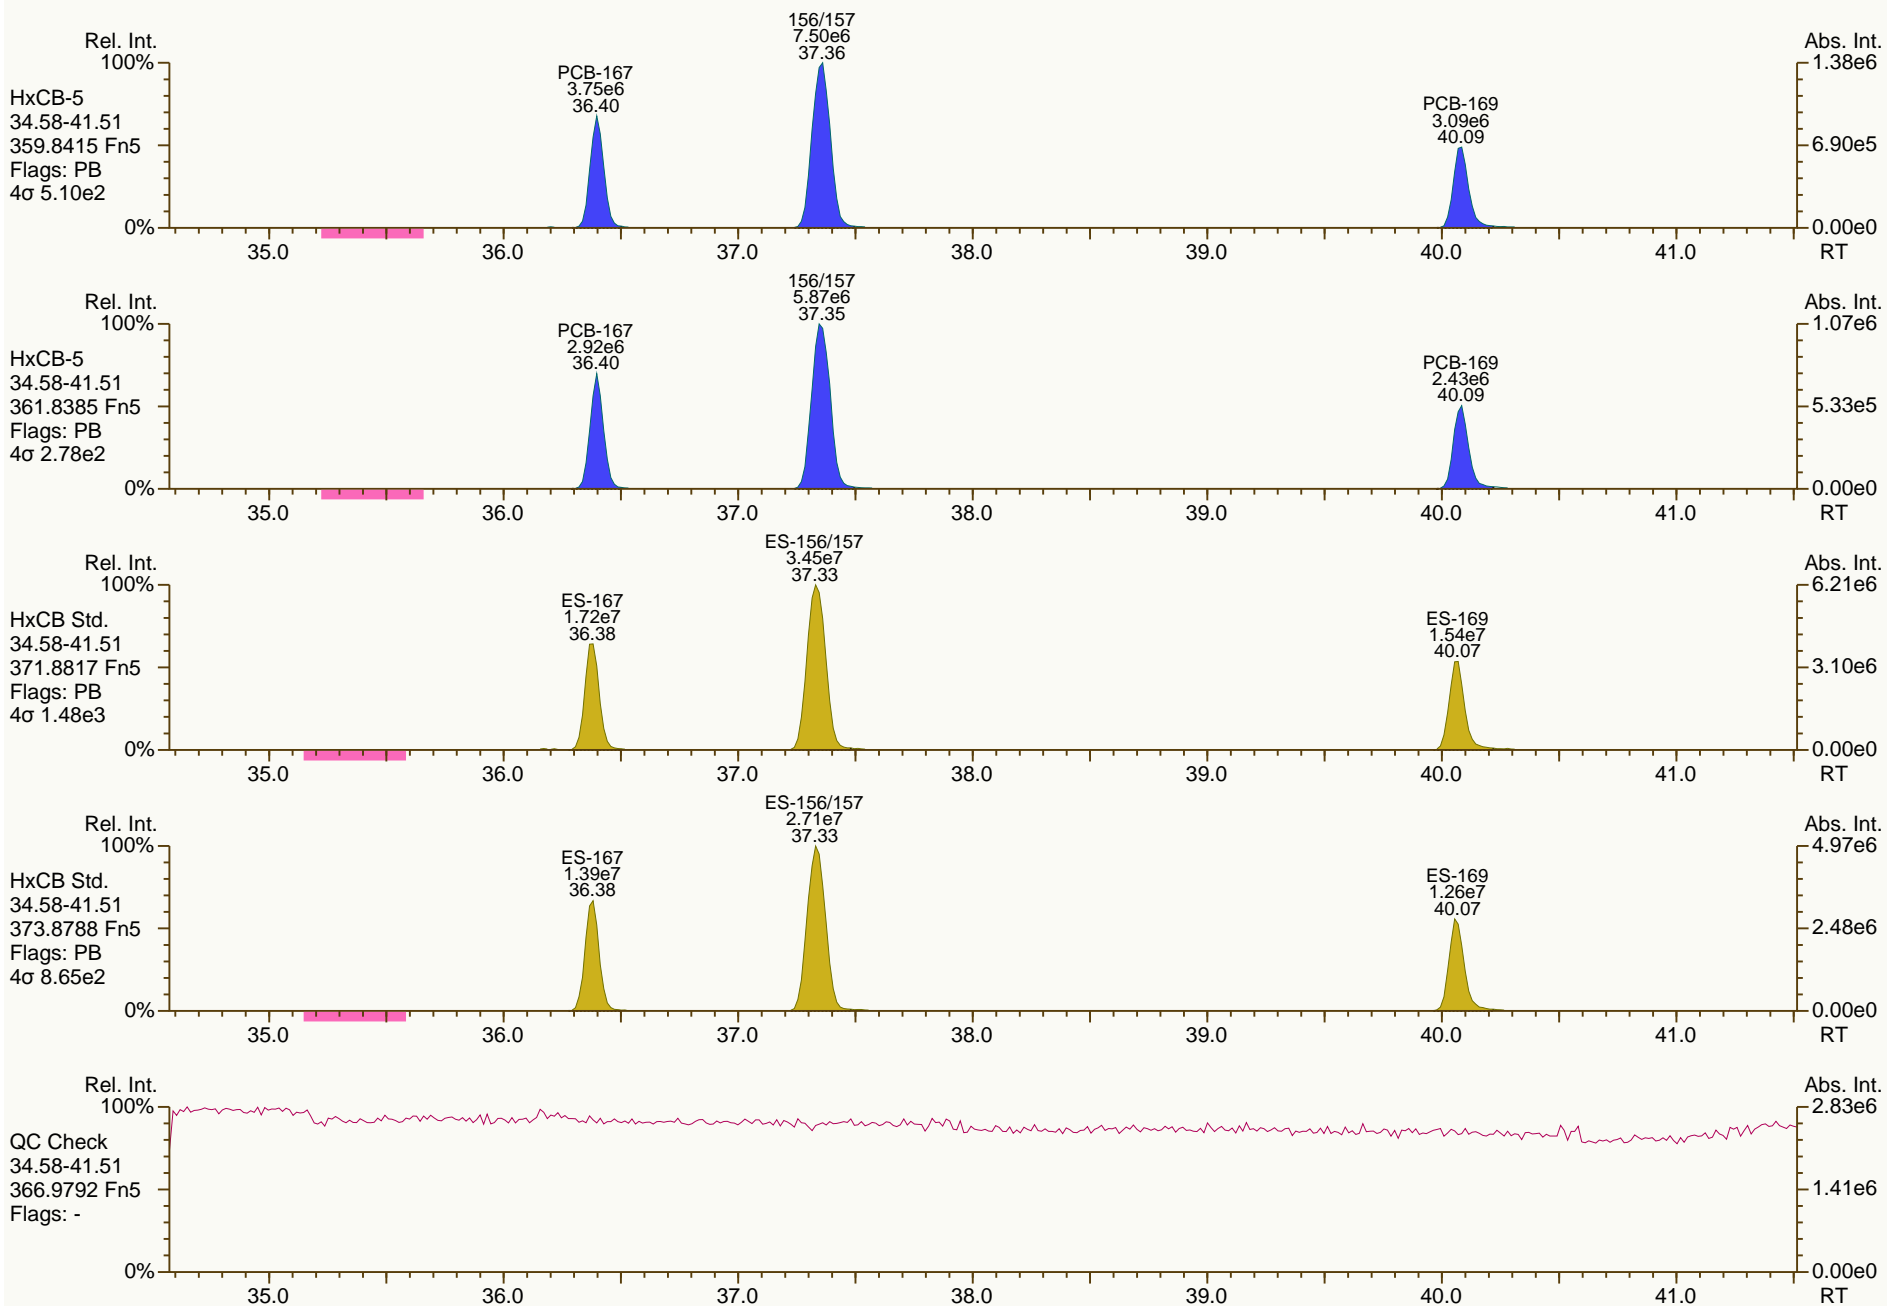 Rel. Int.
100%
0%
HxCB-5
34.58-41.51
359.8415 Fn5
Flags: PB
4σ 5.10e2
PCB-167
3.75e6
36.40
156/157
7.50e6
37.36
PCB-169
3.09e6
40.09
Abs. Int.
1.38e6
6.90e5
0.00e0
35.0 36.0 37.0 38.0 39.0 40.0 41.0 RT
Rel. Int.
100%
0%
HxCB-5
34.58-41.51
361.8385 Fn5
Flags: PB
4σ 2.78e2
PCB-167
2.92e6
36.40
156/157
5.87e6
37.35
PCB-169
2.43e6
40.09
Abs. Int.
1.07e6
5.33e5
0.00e0
35.0 36.0 37.0 38.0 39.0 40.0 41.0 RT
Rel. Int.
100%
0%
HxCB Std.
34.58-41.51
371.8817 Fn5
Flags: PB
4σ 1.48e3
ES-167
1.72e7
36.38
ES-156/157
3.45e7
37.33
ES-169
1.54e7
40.07
Abs. Int.
6.21e6
3.10e6
0.00e0
35.0 36.0 37.0 38.0 39.0 40.0 41.0 RT
Rel. Int.
100%
0%
HxCB Std.
34.58-41.51
373.8788 Fn5
Flags: PB
4σ 8.65e2
ES-167
1.39e7
36.38
ES-156/157
2.71e7
37.33
ES-169
1.26e7
40.07
Abs. Int.
4.97e6
2.48e6
0.00e0
35.0 36.0 37.0 38.0 39.0 40.0 41.0 RT
Rel. Int.
100%
0%
QC Check
34.58-41.51
366.9792 Fn5
Flags: -
Abs. Int.
2.83e6
1.41e6
0.00e0
35.0 36.0 37.0 38.0 39.0 40.0 41.0 RT